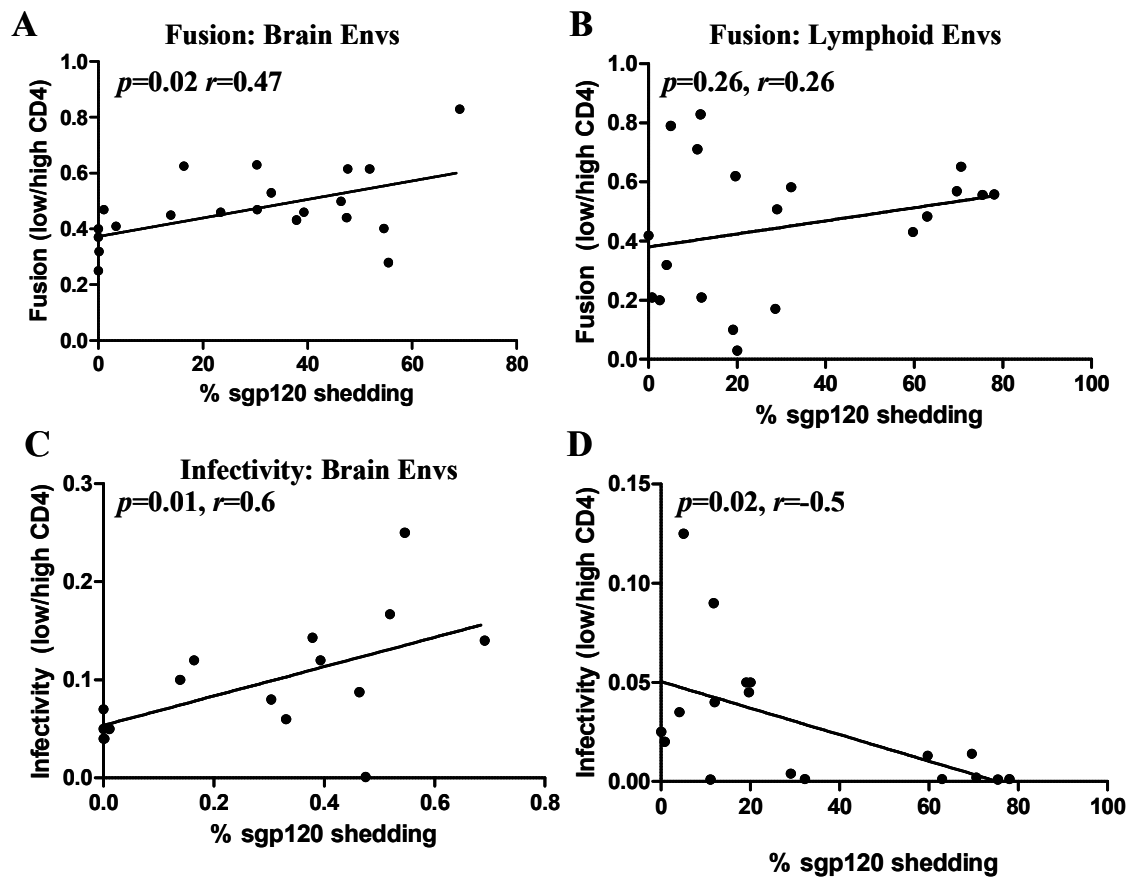 A
Fusion: Brain Envs
p=0.02 r=0.47
Fusion (low/high CD4)
1.0
0.8
0.6
0.4
0.2
0.0
0 20 40 60 80
% sgp120 shedding
B
Fusion: Lymphoid Envs
p=0.26, r=0.26
Fusion (low/high CD4)
1.0
0.8
0.6
0.4
0.2
0.0
0 20 40 60 80 100
% sgp120 shedding
C
Infectivity: Brain Envs
p=0.01, r=0.6
Infectivity (low/high CD4)
0.3
0.2
0.1
0.0
0.0 0.2 0.4 0.6 0.8
% sgp120 shedding
D
p=0.02, r=-0.5
Infectivity (low/high CD4)
0.15
0.10
0.05
0.00
0 20 40 60 80 100
% sgp120 shedding